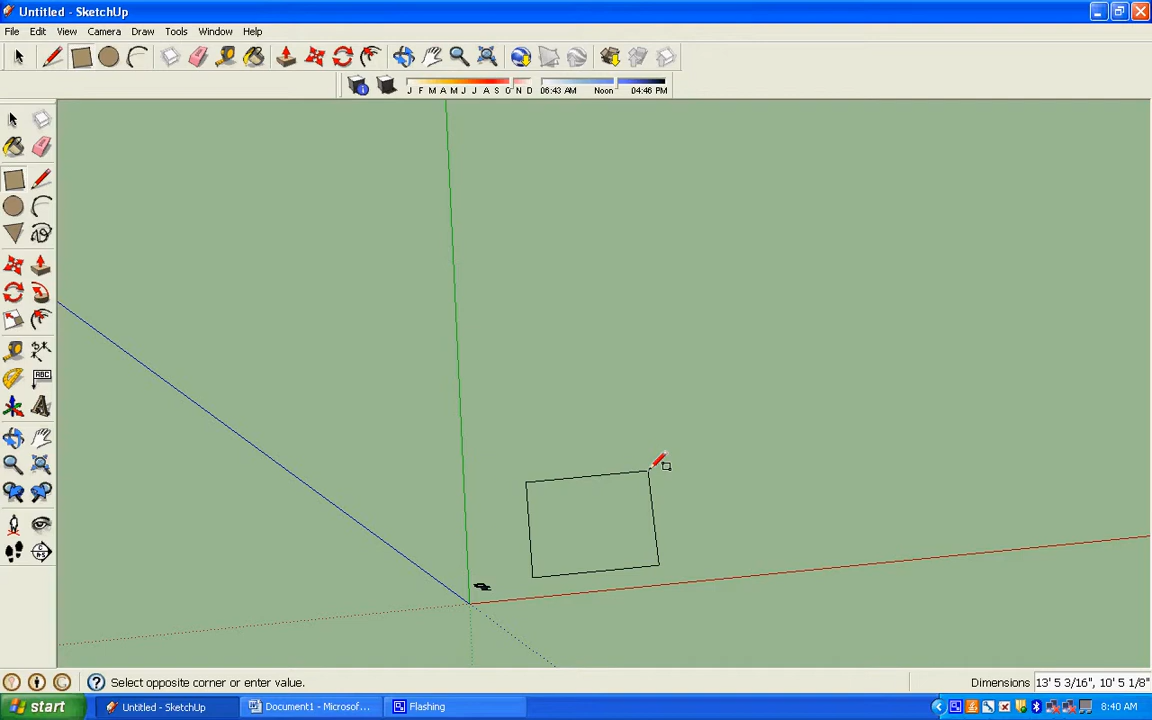 Untitled - SketchUp
File Edit View Camera Draw Tools Window Help
J F M A M J J A S O N D 06:43 AM Noon 04:46 PM
ABC
A
Select opposite corner or enter value. Dimensions 13' 5 3/16", 10' 5 1/8"
start Untitled - SketchUp Document1 - Microsof... Flashing 8:40 AM